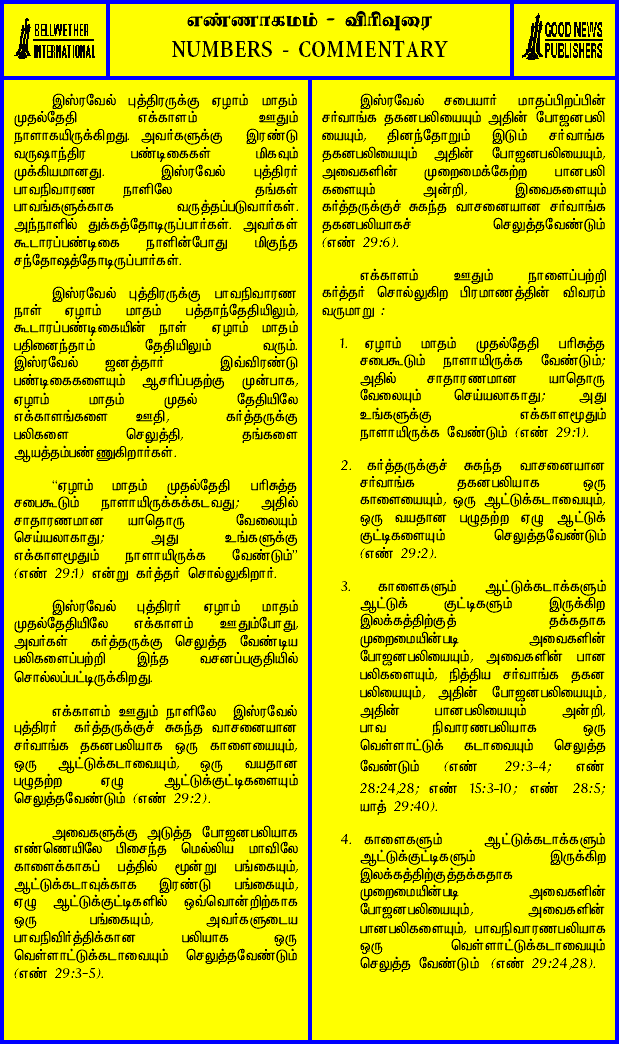 BELLWETHER
INTERNATIONAL
எண்ணாகமம் - விரிவுரை
NUMBERS - COMMENTARY
GOOD NEWS
PUBLISHERS
இஸ்ரவேல் புத்திரருக்கு ஏழாம் மாதம்
முதல்தேதி எக்காளம் ஊதும்
நாளாகயிருக்கிறது. அவர்களுக்கு இரண்டு
வருஷாந்திர பண்டிகைகள் மிகவும்
முக்கியமானது. இஸ்ரவேல் புத்திரர்
பாவநிவாரண நாளிலே தங்கள்
பாவங்களுக்காக வருத்தப்படுவார்கள்.
அந்நாளில் துக்கத்தோடிருப்பார்கள். அவர்கள்
கூடாரப்பண்டிகை நாளின்போது மிகுந்த
சந்தோஷத்தோடிருப்பார்கள்.
இஸ்ரவேல் புத்திரருக்கு பாவநிவாரண
நாள் ஏழாம் மாதம் பத்தாந்தேதியிலும்,
கூடாரப்பண்டிகையின் நாள் ஏழாம் மாதம்
பதினைந்தாம் தேதியிலும் வரும்.
இஸ்ரவேல் ஜனத்தார் இவ்விரண்டு
பண்டிகைகளையும் ஆசரிப்பதற்கு முன்பாக,
ஏழாம் மாதம் முதல் தேதியிலே
எக்காளங்களை ஊதி, கர்த்தருக்கு
பலிகளை செலுத்தி, தங்களை
ஆயத்தம்பண்ணுகிறார்கள்.
“ஏழாம் மாதம் முதல்தேதி பரிசுத்த
சபைகூடும் நாளாயிருக்கக்கடவது; அதில்
சாதாரணமான யாதொரு வேலையும்
செய்யலாகாது; அது உங்களுக்கு
எக்காளமூதும் நாளாயிருக்க வேண்டும்”
(எண் 29:1) என்று கர்த்தர் சொல்லுகிறார்.
இஸ்ரவேல் புத்திரர் ஏழாம் மாதம்
முதல்தேதியிலே எக்காளம் ஊதும்போது,
அவர்கள் கர்த்தருக்கு செலுத்த வேண்டிய
பலிகளைப்பற்றி இந்த வசனப்பகுதியில்
சொல்லப்பட்டிருக்கிறது.
எக்காளம் ஊதும் நாளிலே இஸ்ரவேல்
புத்திரர் கர்த்தருக்குச் சுகந்த வாசனையான
சர்வாங்க தகனபலியாக ஒரு காளையையும்,
ஒரு ஆட்டுக்கடாவையும், ஒரு வயதான
பழுதற்ற ஏழு ஆட்டுக்குட்டிகளையும்
செலுத்தவேண்டும் (எண் 29:2).
அவைகளுக்கு அடுத்த போஜனபலியாக
எண்ணெயிலே பிசைந்த மெல்லிய மாவிலே
காளைக்காகப் பத்தில் மூன்று பங்கையும்,
ஆட்டுக்கடாவுக்காக இரண்டு பங்கையும்,
ஏழு ஆட்டுக்குட்டிகளில் ஒவ்வொன்றிற்காக
ஒரு பங்கையும், அவர்களுடைய
பாவநிவிர்த்திக்கான பலியாக ஒரு
வெள்ளாட்டுக்கடாவையும் செலுத்தவேண்டும்
(எண் 29:3-5).
இஸ்ரவேல் சபையார் மாதப்பிறப்பின்
சர்வாங்க தகனபலியையும் அதின் போஜனபலி
யையும், தினந்தோறும் இடும் சர்வாங்க
தகனபலியையும் அதின் போஜனபலியையும்,
அவைகளின் முறைமைக்கேற்ற பானபலி
களையும் அன்றி, இவைகளையும்
கர்த்தருக்குச் சுகந்த வாசனையான சர்வாங்க
தகனபலியாகச் செலுத்தவேண்டும்
(எண் 29:6).
எக்காளம் ஊதும் நாளைப்பற்றி
கர்த்தர் சொல்லுகிற பிரமாணத்தின் விவரம்
வருமாறு :
1. ஏழாம் மாதம் முதல்தேதி பரிசுத்த
சபைகூடும் நாளாயிருக்க வேண்டும்;
அதில் சாதாரணமான யாதொரு
வேலையும் செய்யலாகாது; அது
உங்களுக்கு எக்காளமூதும்
நாளாயிருக்க வேண்டும் (எண் 29:1).
2. கர்த்தருக்குச் சுகந்த வாசனையான
சர்வாங்க தகனபலியாக ஒரு
காளையையும், ஒரு ஆட்டுக்கடாவையும்,
ஒரு வயதான பழுதற்ற ஏழு ஆட்டுக்
குட்டிகளையும் செலுத்தவேண்டும்
(எண் 29:2).
3. காளைகளும் ஆட்டுக்கடாக்களும்
ஆட்டுக் குட்டிகளும் இருக்கிற
இலக்கத்திற்குத் தக்கதாக
முறைமையின்படி அவைகளின்
போஜனபலியையும், அவைகளின் பான
பலிகளையும், நித்திய சர்வாங்க தகன
பலியையும், அதின் போஜனபலியையும்,
அதின் பானபலியையும் அன்றி,
பாவ நிவாரணபலியாக ஒரு
வெள்ளாட்டுக் கடாவையும் செலுத்த
வேண்டும் (எண் 29:3-4; எண்
28:24,28; எண் 15:3-10; எண் 28:5;
யாத் 29:40).
4. காளைகளும் ஆட்டுக்கடாக்களும்
ஆட்டுக்குட்டிகளும் இருக்கிற
இலக்கத்திற்குத்தக்கதாக
முறைமையின்படி அவைகளின்
போஜனபலியையும், அவைகளின்
பானபலிகளையும், பாவநிவாரணபலியாக
ஒரு வெள்ளாட்டுக்கடாவையும்
செலுத்த வேண்டும் (எண் 29:24,28).